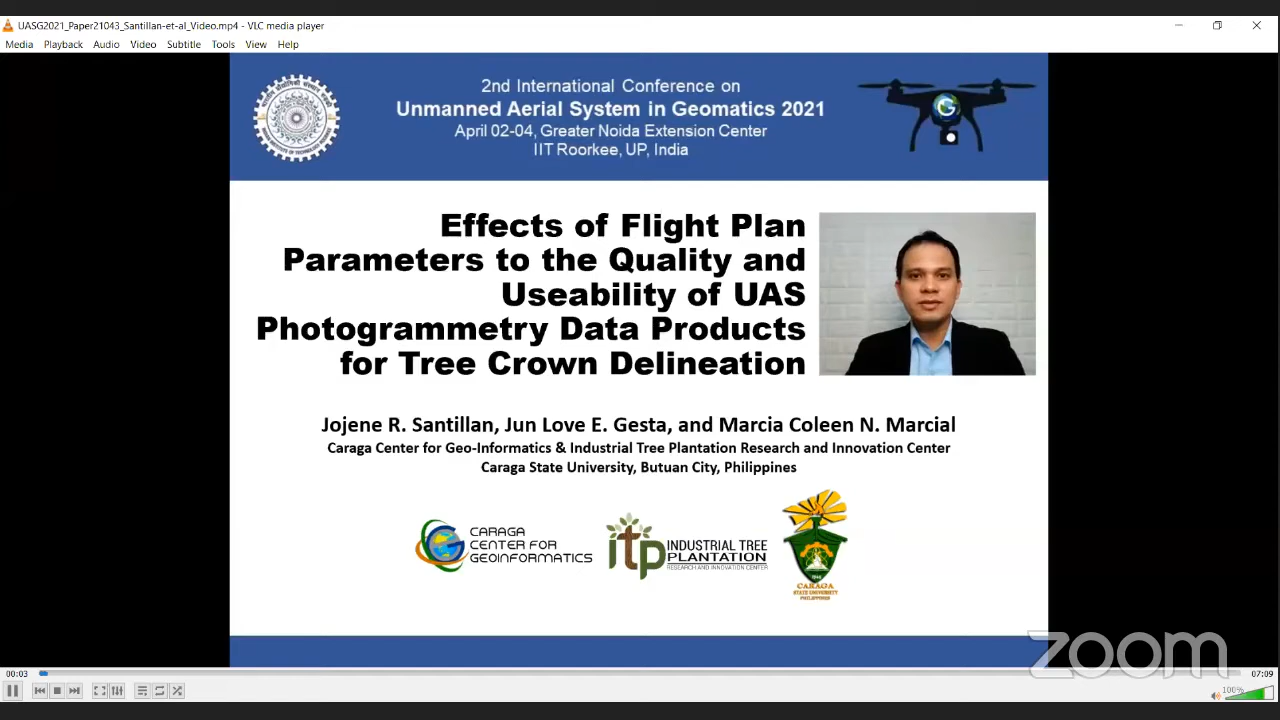 UASG2021_Paper21043_Santillan-et-al_Video.mp4 - VLC media player
Media Playback Audio Video Subtitle Tools View Help
2nd International Conference on
Unmanned Aerial System in Geomatics 2021
April 02-04, Greater Noida Extension Center
IIT Roorkee, UP, India
Effects of Flight Plan
Parameters to the Quality and
Useability of UAS
Photogrammetry Data Products
for Tree Crown Delineation
Jojene R. Santillan, Jun Love E. Gesta, and Marcia Coleen N. Marcial
Caraga Center for Geo-Informatics & Industrial Tree Plantation Research and Innovation Center
Caraga State University, Butuan City, Philippines
CARAGA
CENTER FOR
GEOINFORMATICS
itp
INDUSTRIAL TREE
PLANTATION
RESEARCH AND INNOVATION CENTER
CARAGA
STATE UNIVERSITY
PHILIPPINES
zoom
00:03
07:09
100%